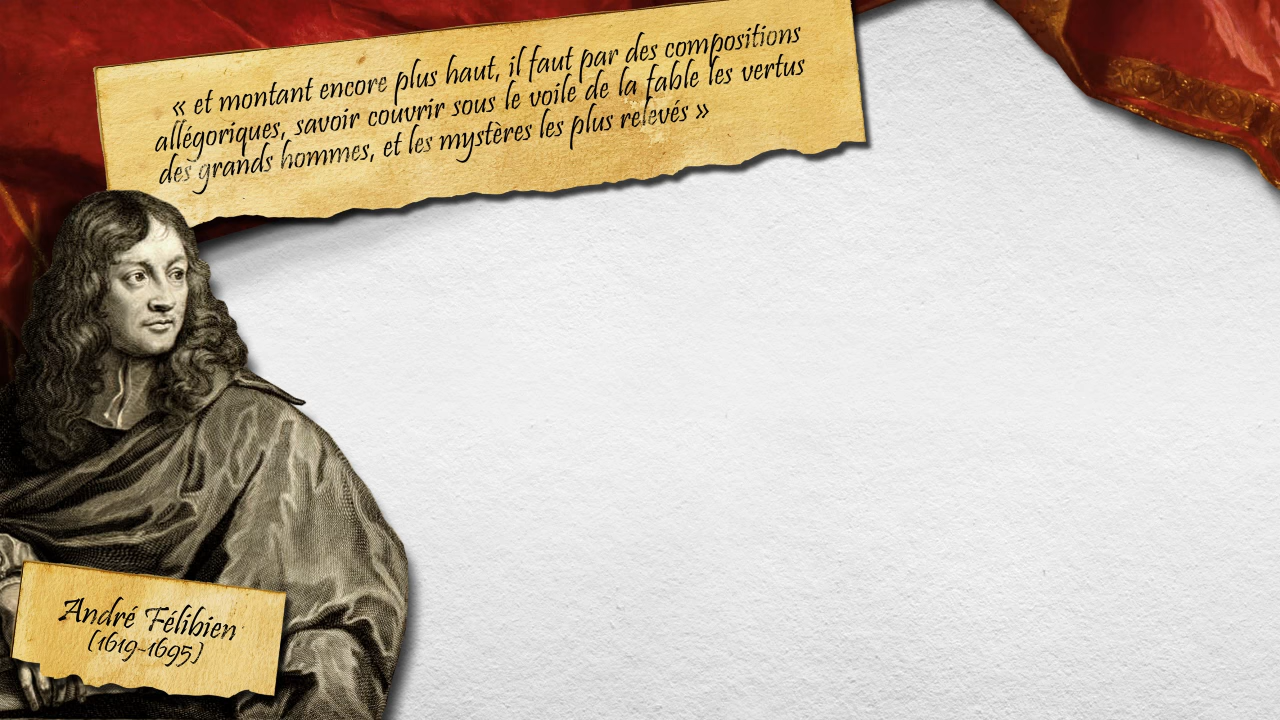 « et montant encore plus haut, il faut par des compositions
allégoriques, savoir couvrir sous le voile de la fable les vertus
des grands hommes, et les mystères les plus relevés »
André Félibien
(1619-1695)